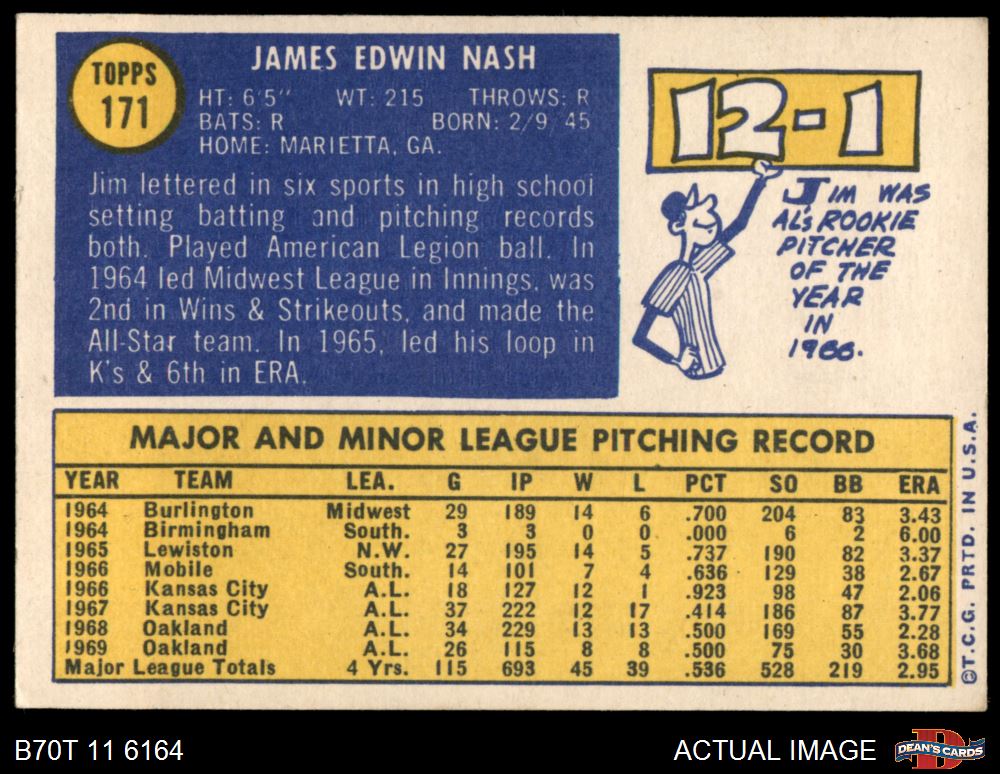 TOPPS
171
JAMES EDWIN NASH
HT: 6'5" WT: 215 THROWS: R
BATS: R BORN: 2/9/45
HOME: MARIETTA, GA.
Jim lettered in six sports in high school
setting batting and pitching records
both. Played American Legion ball. In
1964 led Midwest League in Innings, was
2nd in Wins & Strikeouts, and made the
All-Star team. In 1965, led his loop in
K's & 6th in ERA.
12-1
JIM WAS
AL's ROOKIE
PITCHER
OF THE
YEAR
IN
1966.
MAJOR AND MINOR LEAGUE PITCHING RECORD
YEAR TEAM LEA. G IP W L PCT SO BB ERA
1964 Burlington Midwest 29 189 14 6 .700 204 83 3.43
1964 Birmingham South. 3 3 0 0 .000 6 2 6.00
1965 Lewiston N.W. 27 195 14 5 .737 190 82 3.37
1966 Mobile South. 14 101 7 4 .636 129 38 2.67
1966 Kansas City A.L. 18 127 12 1 .923 98 47 2.06
1967 Kansas City A.L. 37 222 12 17 .414 186 87 3.77
1968 Oakland A.L. 34 229 13 13 .500 169 55 2.28
1969 Oakland A.L. 26 115 8 8 .500 75 30 3.68
Major League Totals 4 Yrs. 115 693 45 39 .536 528 219 2.95
©T.C.G. PRTD. IN U.S.A.
B70T 11 6164
ACTUAL IMAGE
D
DEAN'S CARDS